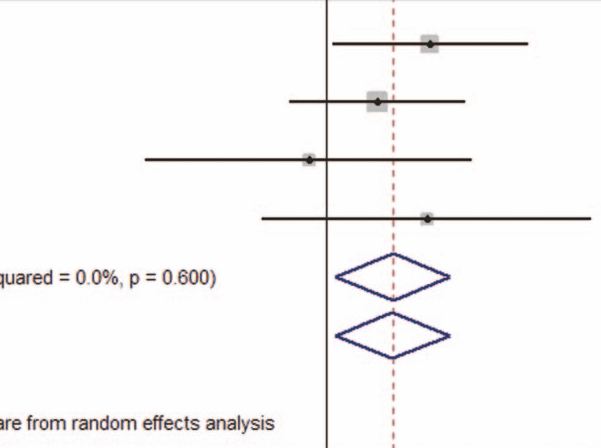 quared = 0.0%, p = 0.600)
are from random effects analysis